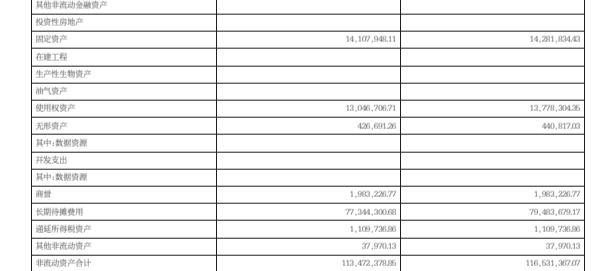 其他非流动金融资产
投资性房地产
固定资产 14,107,948.11 14,281,834.43
在建工程
生产性生物资产
油气资产
使用权资产 13,046,706.71 13,778,304.35
无形资产 426,691.26 440,817.03
其中:数据资源
开发支出
其中:数据资源
商誉 1,983,226.77 1,983,226.77
长期待摊费用 77,344,300.68 79,483,679.17
递延所得税资产 1,109,736.86 1,109,736.86
其他非流动资产 37,970.13 37,970.13
非流动资产合计 113,472,378.85 116,531,367.07